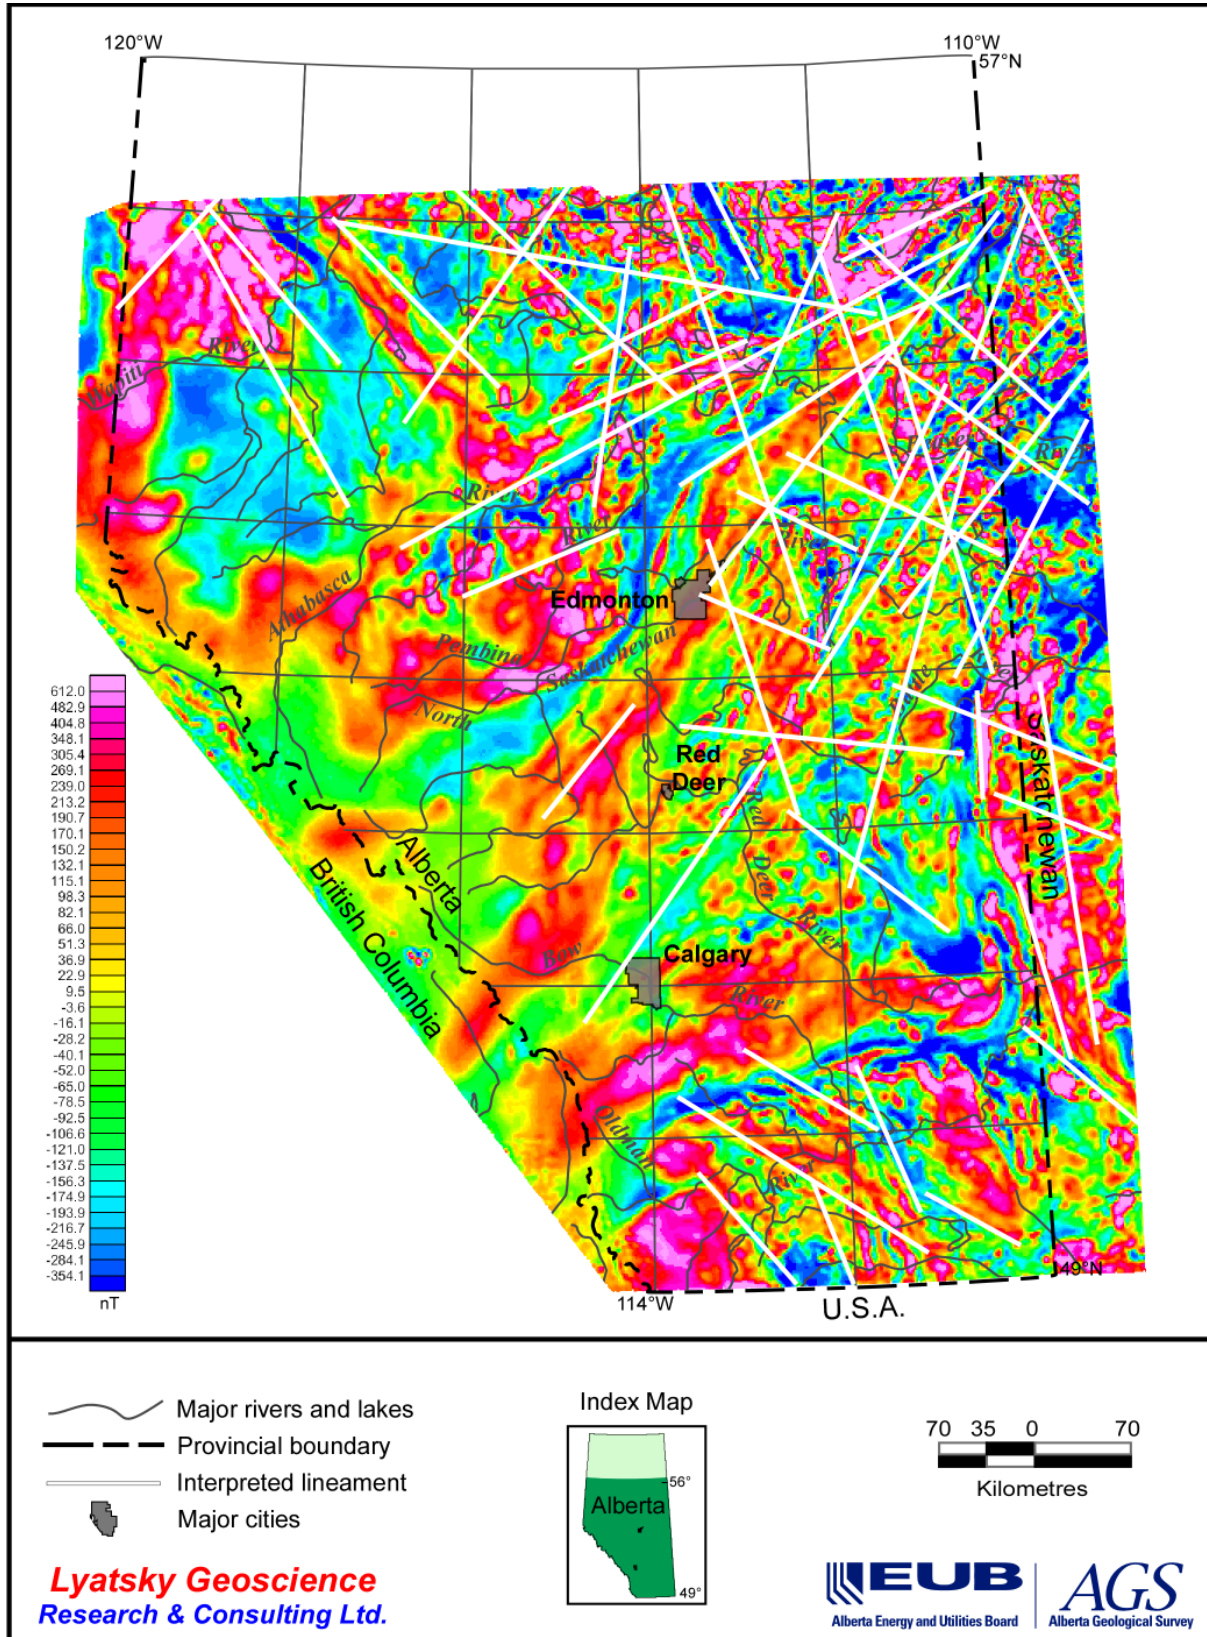 120°W
110°W
57°N
River
Wapiti
River
River
Beaver
River
River
Athabasca
Edmonton
Pembina
Saskatchewan
North
Battle
River
Red
Deer
Saskatchewan
Red
Deer
River
Alberta
British Columbia
Bow
Calgary
River
Oldman
River
49°N
114°W
U.S.A.
612.0
482.9
404.8
348.1
305.4
269.1
239.0
213.2
190.7
170.1
150.2
132.1
115.1
98.3
82.1
66.0
51.3
36.9
22.9
9.5
-3.6
-16.1
-28.2
-40.1
-52.0
-65.0
-78.5
-92.5
-106.6
-121.0
-137.5
-156.3
-174.9
-193.9
-216.7
-245.9
-284.1
-354.1
nT
Major rivers and lakes
Provincial boundary
Interpreted lineament
Major cities
Index Map
56°
Alberta
49°
70 35 0 70
Kilometres
Lyatsky Geoscience
Research & Consulting Ltd.
EUB
Alberta Energy and Utilities Board
AGS
Alberta Geological Survey